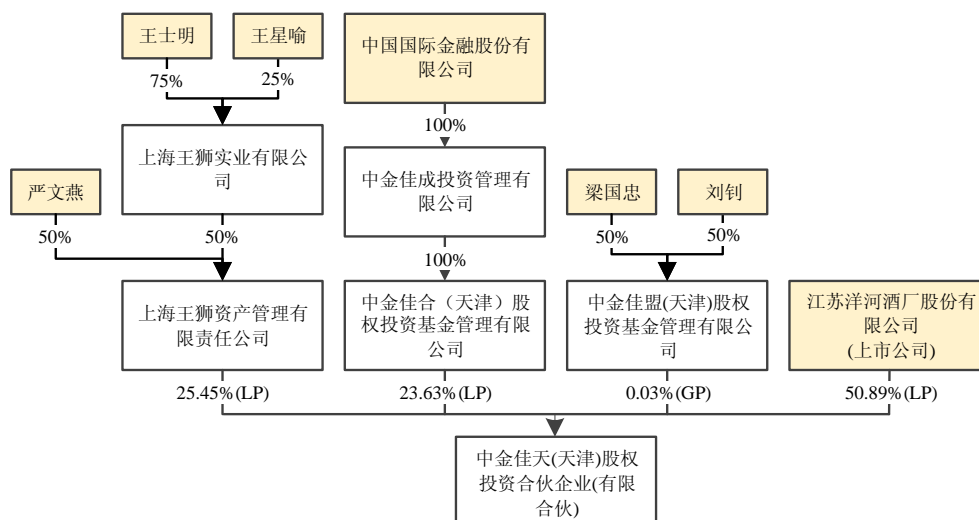 王士明
王星喻
中国国际金融股份有
限公司
75%
25%
100%
上海王狮实业有限公
司
中金佳成投资管理有
限公司
严文燕
梁国忠
刘钊
50%
50%
50%
50%
100%
上海王狮资产管理有
限责任公司
中金佳合（天津）股
权投资基金管理有限
公司
中金佳盟(天津)股权
投资基金管理有限公
司
江苏洋河酒厂股份有
限公司
(上市公司)
25.45% (LP)
23.63% (LP)
0.03% (GP)
50.89% (LP)
中金佳天(天津)股权
投资合伙企业(有限
合伙)